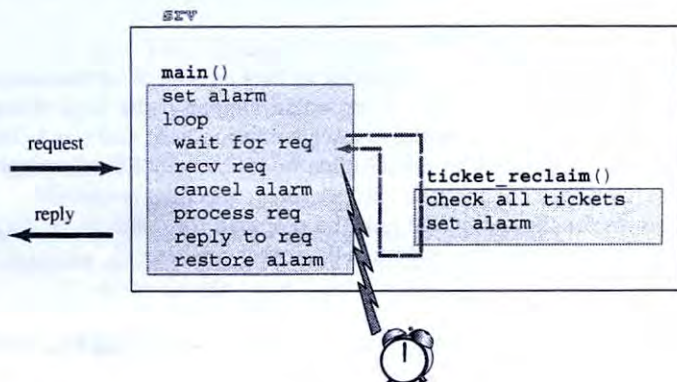 srv
main()
set alarm
loop
wait for req
recv req
cancel alarm
process req
reply to req
restore alarm
request
reply
ticket_reclaim()
check all tickets
set alarm